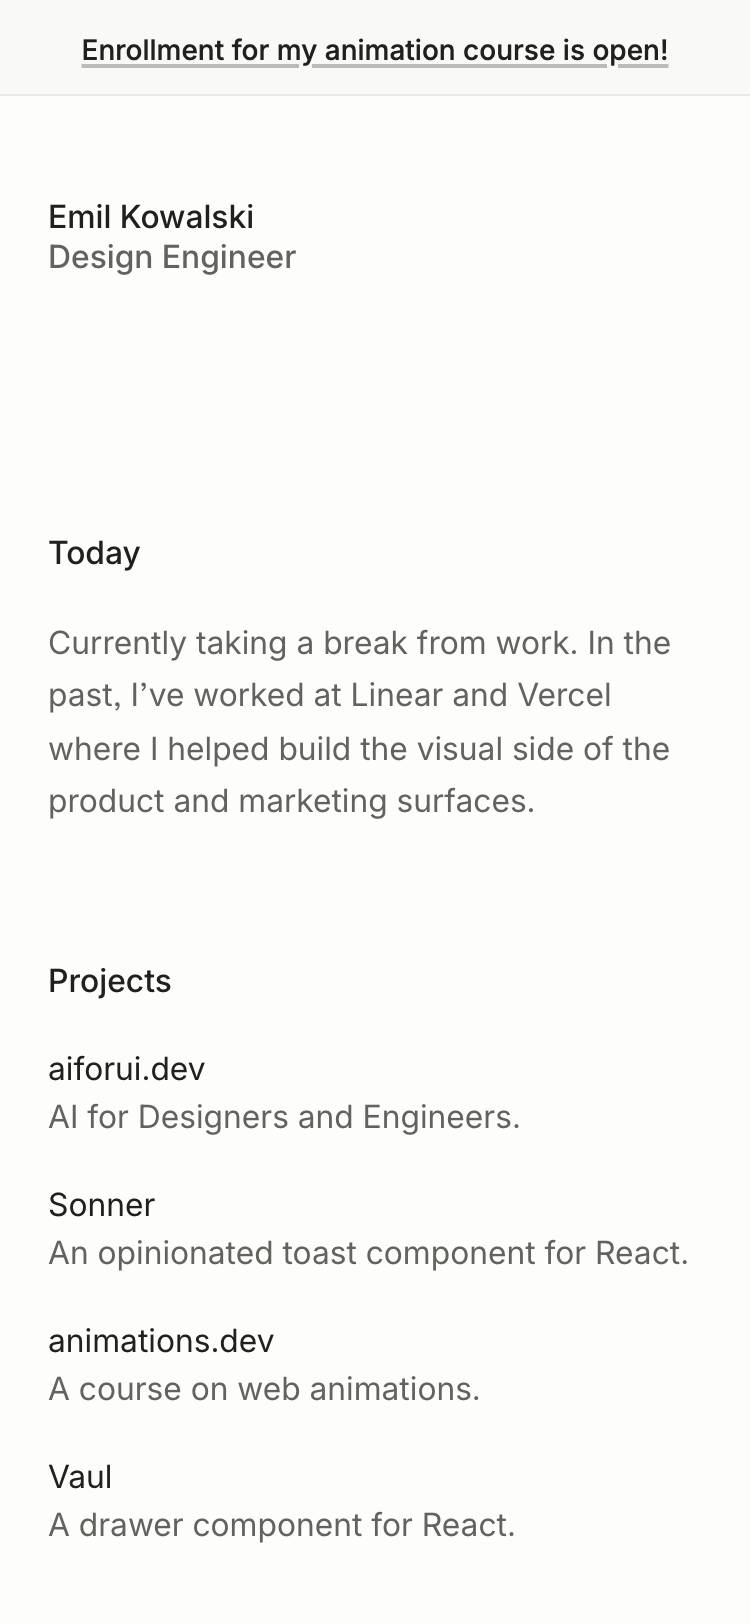 Enrollment for my animation course is open!
Emil Kowalski
Design Engineer
Today
Currently taking a break from work. In the
past, I’ve worked at Linear and Vercel
where I helped build the visual side of the
product and marketing surfaces.
Projects
aiforui.dev
AI for Designers and Engineers.
Sonner
An opinionated toast component for React.
animations.dev
A course on web animations.
Vaul
A drawer component for React.